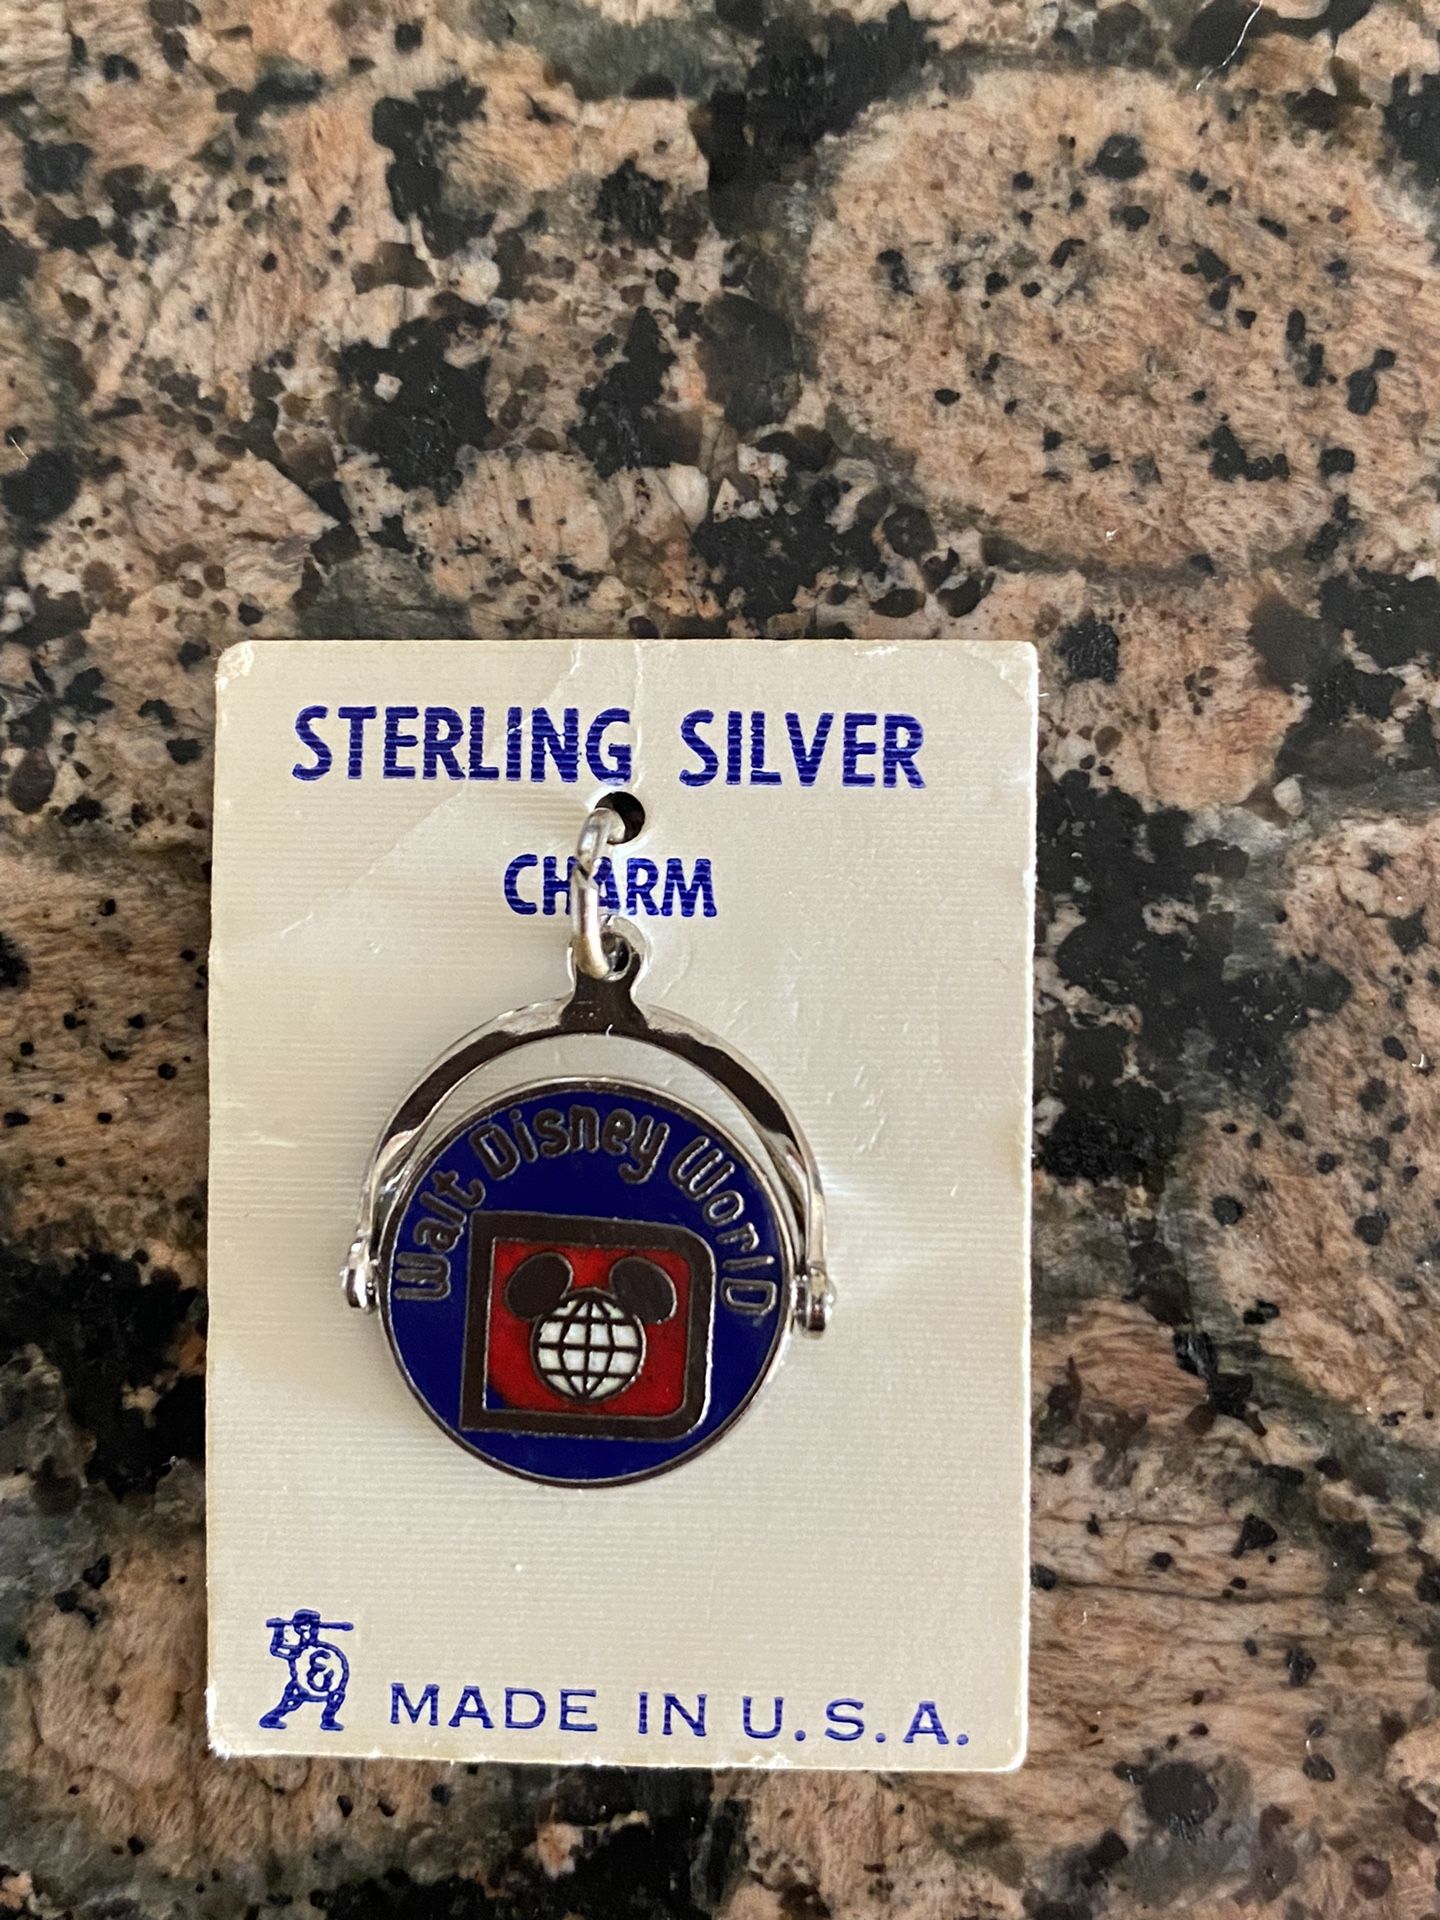 STERLING SILVER
CHARM
Walt Disney World
MADE IN U.S.A.